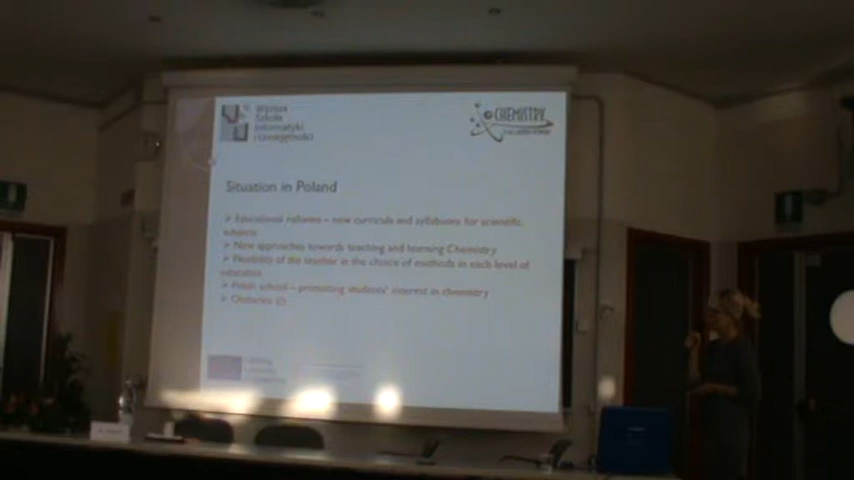 Wyższa
Szkoła
Informatyki
i Umiejętności
CHEMISTRY
Situation in Poland
➢ Educational reforms – new curricula and syllabuses for scientific
subjects
➢ New approaches towards teaching and learning Chemistry
➢ Flexibility of the teacher in the choice of methods in each level of
education
➢ Polish school – promoting students' interest in chemistry
➢ Obstacles